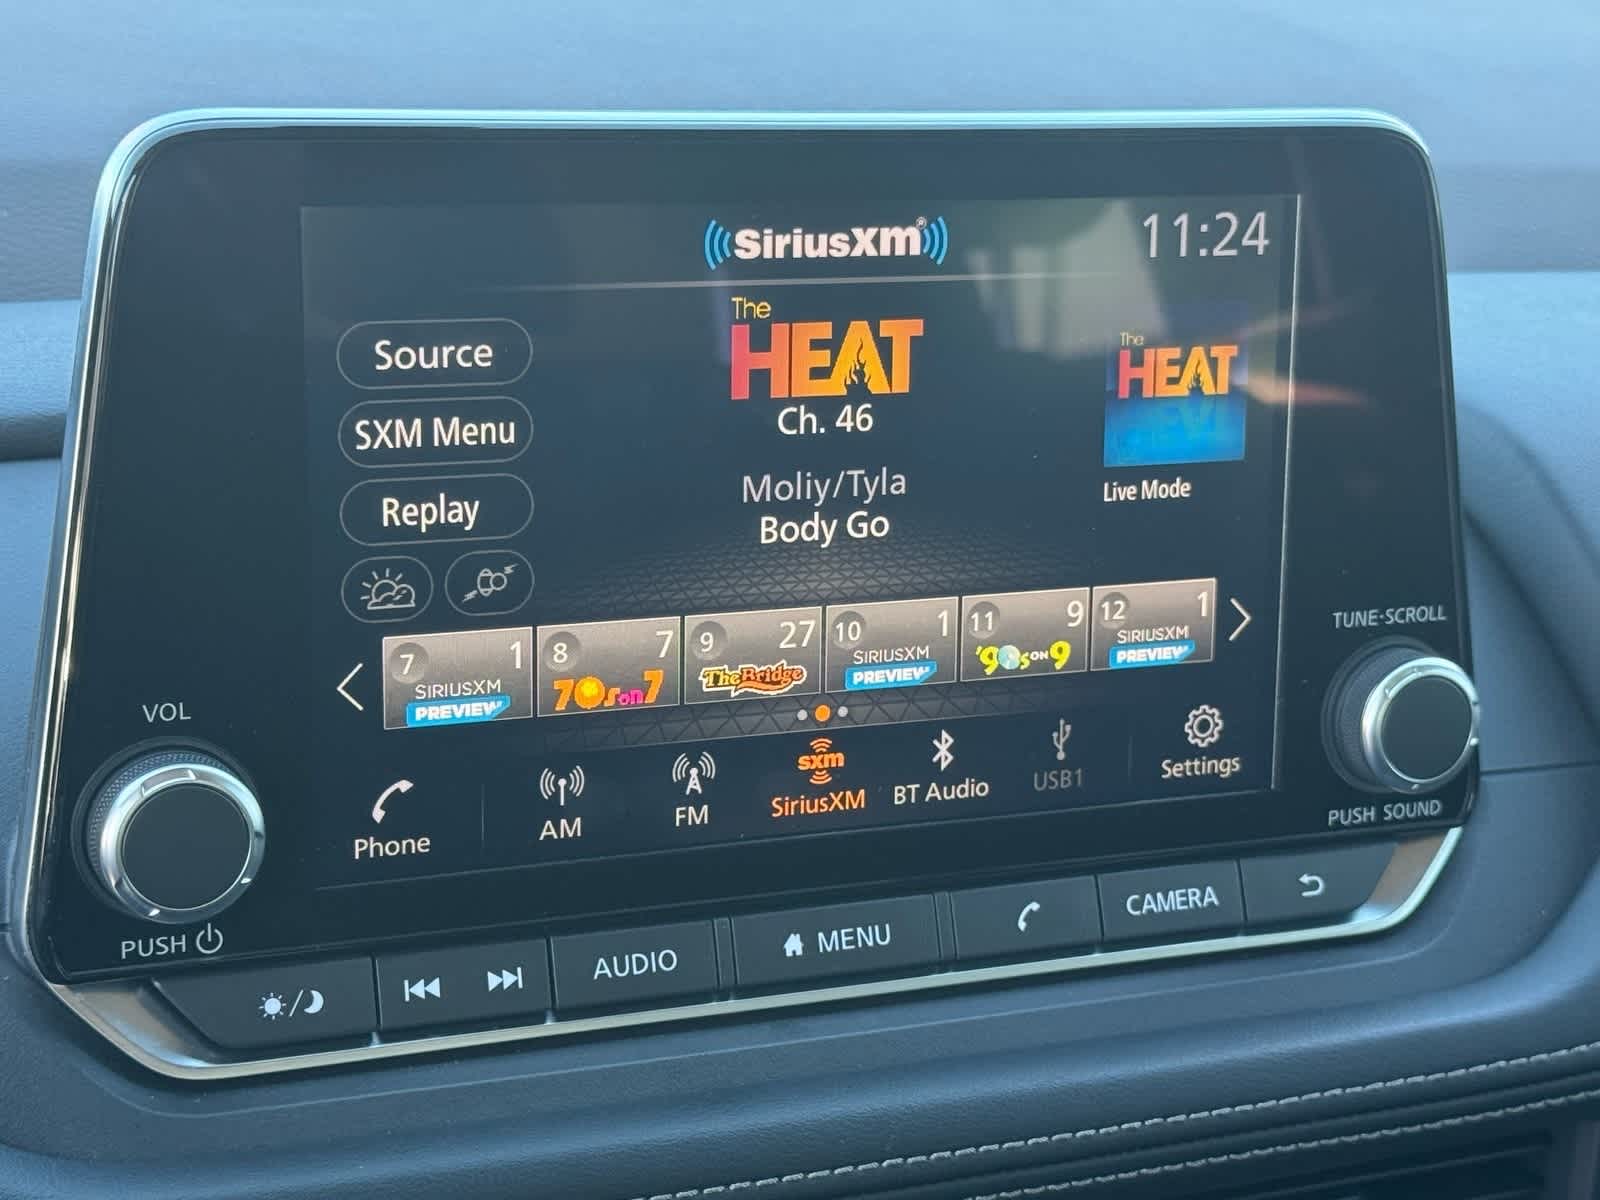 SiriusXm®
11:24
Source
SXM Menu
Replay
The
HEAT
Ch. 46
Moliy/Tyla
Body Go
The
HEAT
Live Mode
7 1
SIRIUSXM
PREVIEW
8 7
70s on 7
9 27
The Bridge
10 1
SIRIUSXM
PREVIEW
11 9
'90s ON 9
12 1
SIRIUSXM
PREVIEW
Phone
AM
FM
sxm
SiriusXM
BT Audio
USB1
Settings
VOL
PUSH
TUNE·SCROLL
PUSH SOUND
AUDIO
MENU
CAMERA